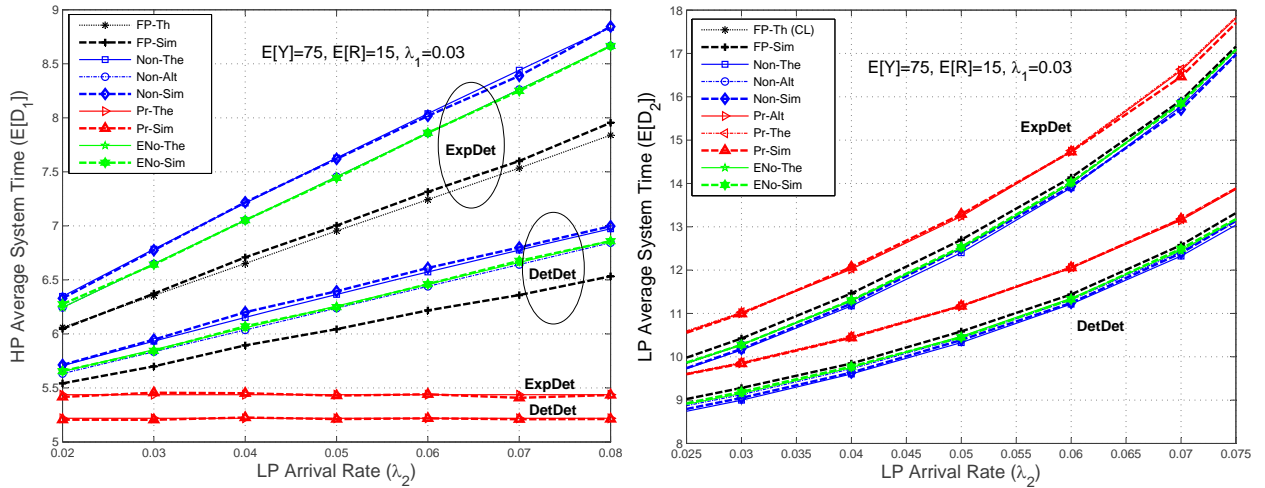 9
8.5
8
7.5
7
6.5
6
5.5
5
HP Average System Time (E[D₁])
FP-Th
FP-Sim
Non-The
Non-Alt
Non-Sim
Pr-The
Pr-Sim
ENo-The
ENo-Sim
E[Y]=75, E[R]=15, λ₁=0.03
ExpDet
DetDet
ExpDet
DetDet
0.02
0.03
0.04
0.05
0.06
0.07
0.08
LP Arrival Rate (λ₂)
18
17
16
15
14
13
12
11
10
9
8
LP Average System Time (E[D₂])
FP-Th (CL)
FP-Sim
Non-The
Non-Alt
Non-Sim
Pr-Alt
Pr-The
Pr-Sim
ENo-The
ENo-Sim
E[Y]=75, E[R]=15, λ₁=0.03
ExpDet
DetDet
0.025
0.03
0.035
0.04
0.045
0.05
0.055
0.06
0.065
0.07
0.075
LP Arrival Rate (λ₂)